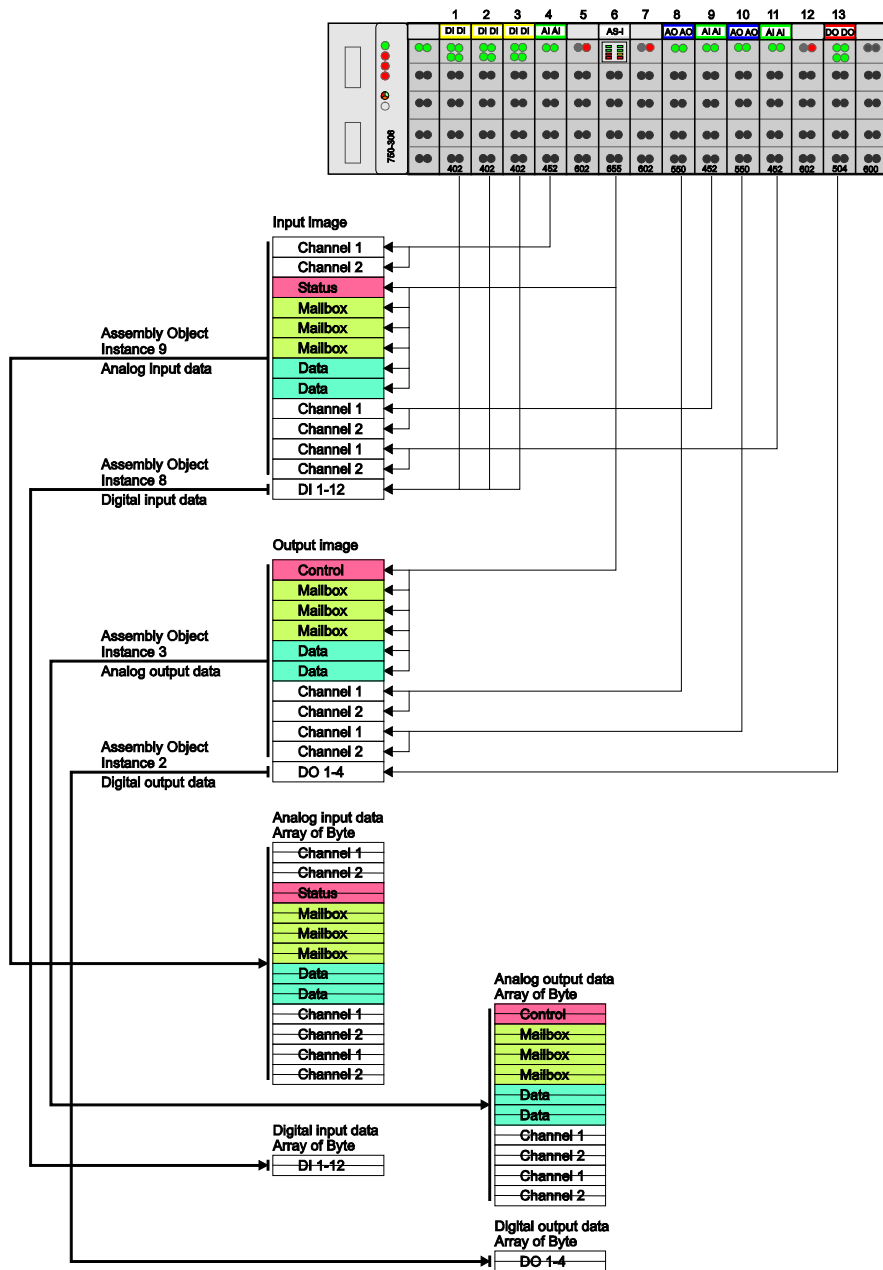 1 2 3 4 5 6 7 8 9 10 11 12 13
DI DI DI DI DI DI AI AI AS-I AO AO AI AI AO AO AI AI DO DO
750-306
402 402 402 452 602 655 602 550 452 550 452 602 504 600
Input image
Channel 1
Channel 2
Status
Mailbox
Mailbox
Mailbox
Data
Data
Channel 1
Channel 2
Channel 1
Channel 2
DI 1-12
Assembly Object
Instance 9
Analog input data
Assembly Object
Instance 8
Digital input data
Output image
Control
Mailbox
Mailbox
Mailbox
Data
Data
Channel 1
Channel 2
Channel 1
Channel 2
DO 1-4
Assembly Object
Instance 3
Analog output data
Assembly Object
Instance 2
Digital output data
Analog input data
Array of Byte
Channel 1
Channel 2
Status
Mailbox
Mailbox
Mailbox
Data
Data
Channel 1
Channel 2
Channel 1
Channel 2
Analog output data
Array of Byte
Control
Mailbox
Mailbox
Mailbox
Data
Data
Channel 1
Channel 2
Channel 1
Channel 2
Digital input data
Array of Byte
DI 1-12
Digital output data
Array of Byte
DO 1-4